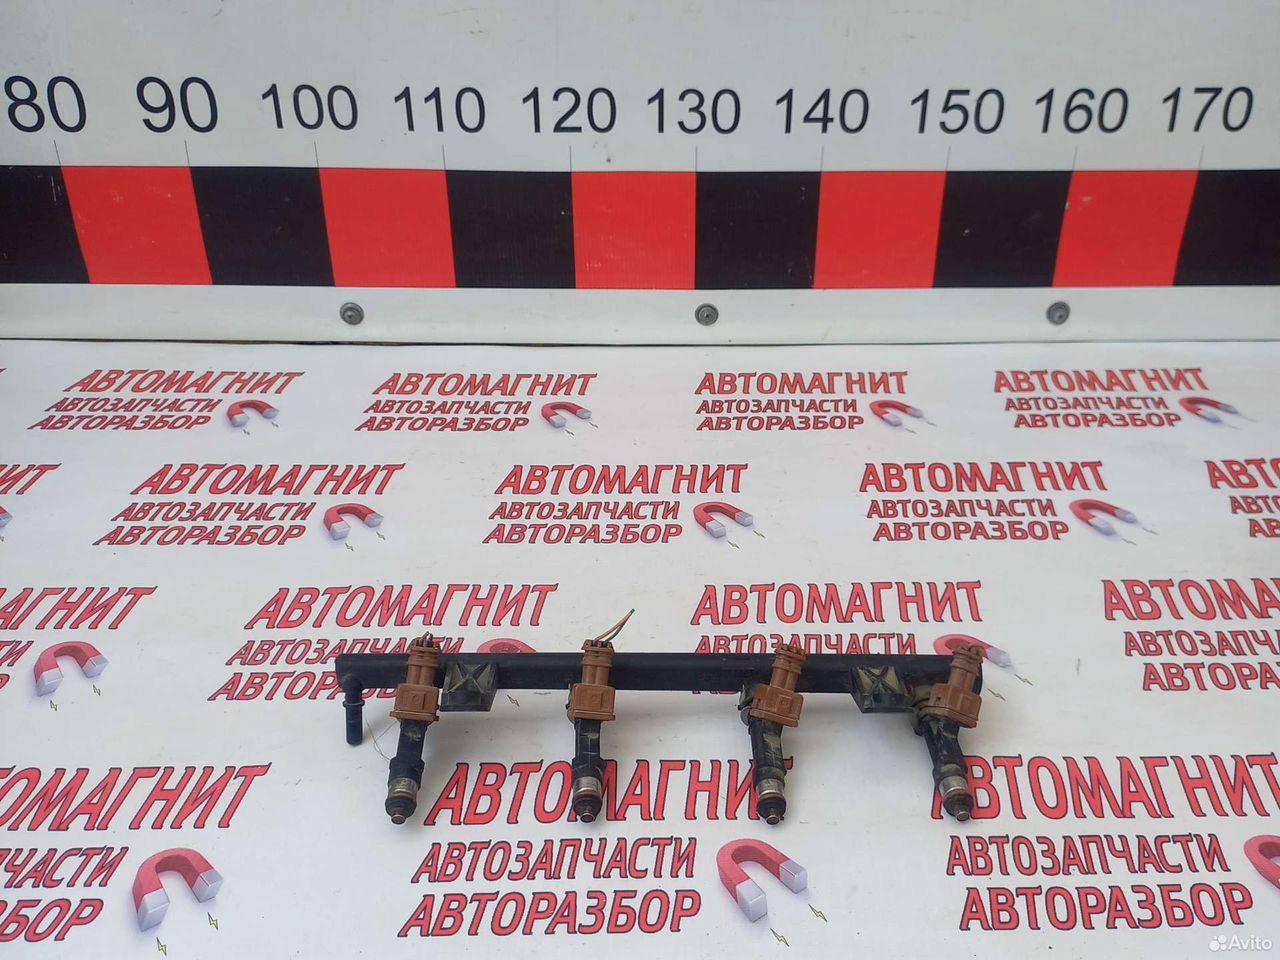 80 90 100 110 120 130 140 150 160 170
АВТОМАГНИТ АВТОМАГНИТ АВТОМАГНИТ АВТОМАГНИТ
АВТОЗАПЧАСТИ АВТОЗАПЧАСТИ АВТОЗАПЧАСТИ АВТОЗАПЧАСТИ
АВТОРАЗБОР АВТОРАЗБОР АВТОРАЗБОР АВТОРАЗБОР
АВТОМАГНИТ АВТОМАГНИТ АВТОМАГНИТ
АВТОЗАПЧАСТИ АВТОЗАПЧАСТИ АВТОЗАПЧАСТИ
АВТОРАЗБОР АВТОРАЗБОР АВТОРАЗБОР
АВТОМАГНИТ АВТОМАГНИТ
АВТОЗАПЧАСТИ АВТОЗАПЧАСТИ
АВТОРАЗБОР
АВТОМАГНИТ АВТОМАГНИТ
АВТОЗАПЧАСТИ АВТОЗАПЧАСТИ
АВТОРАЗБОР АВТОРАЗБОР
Avito